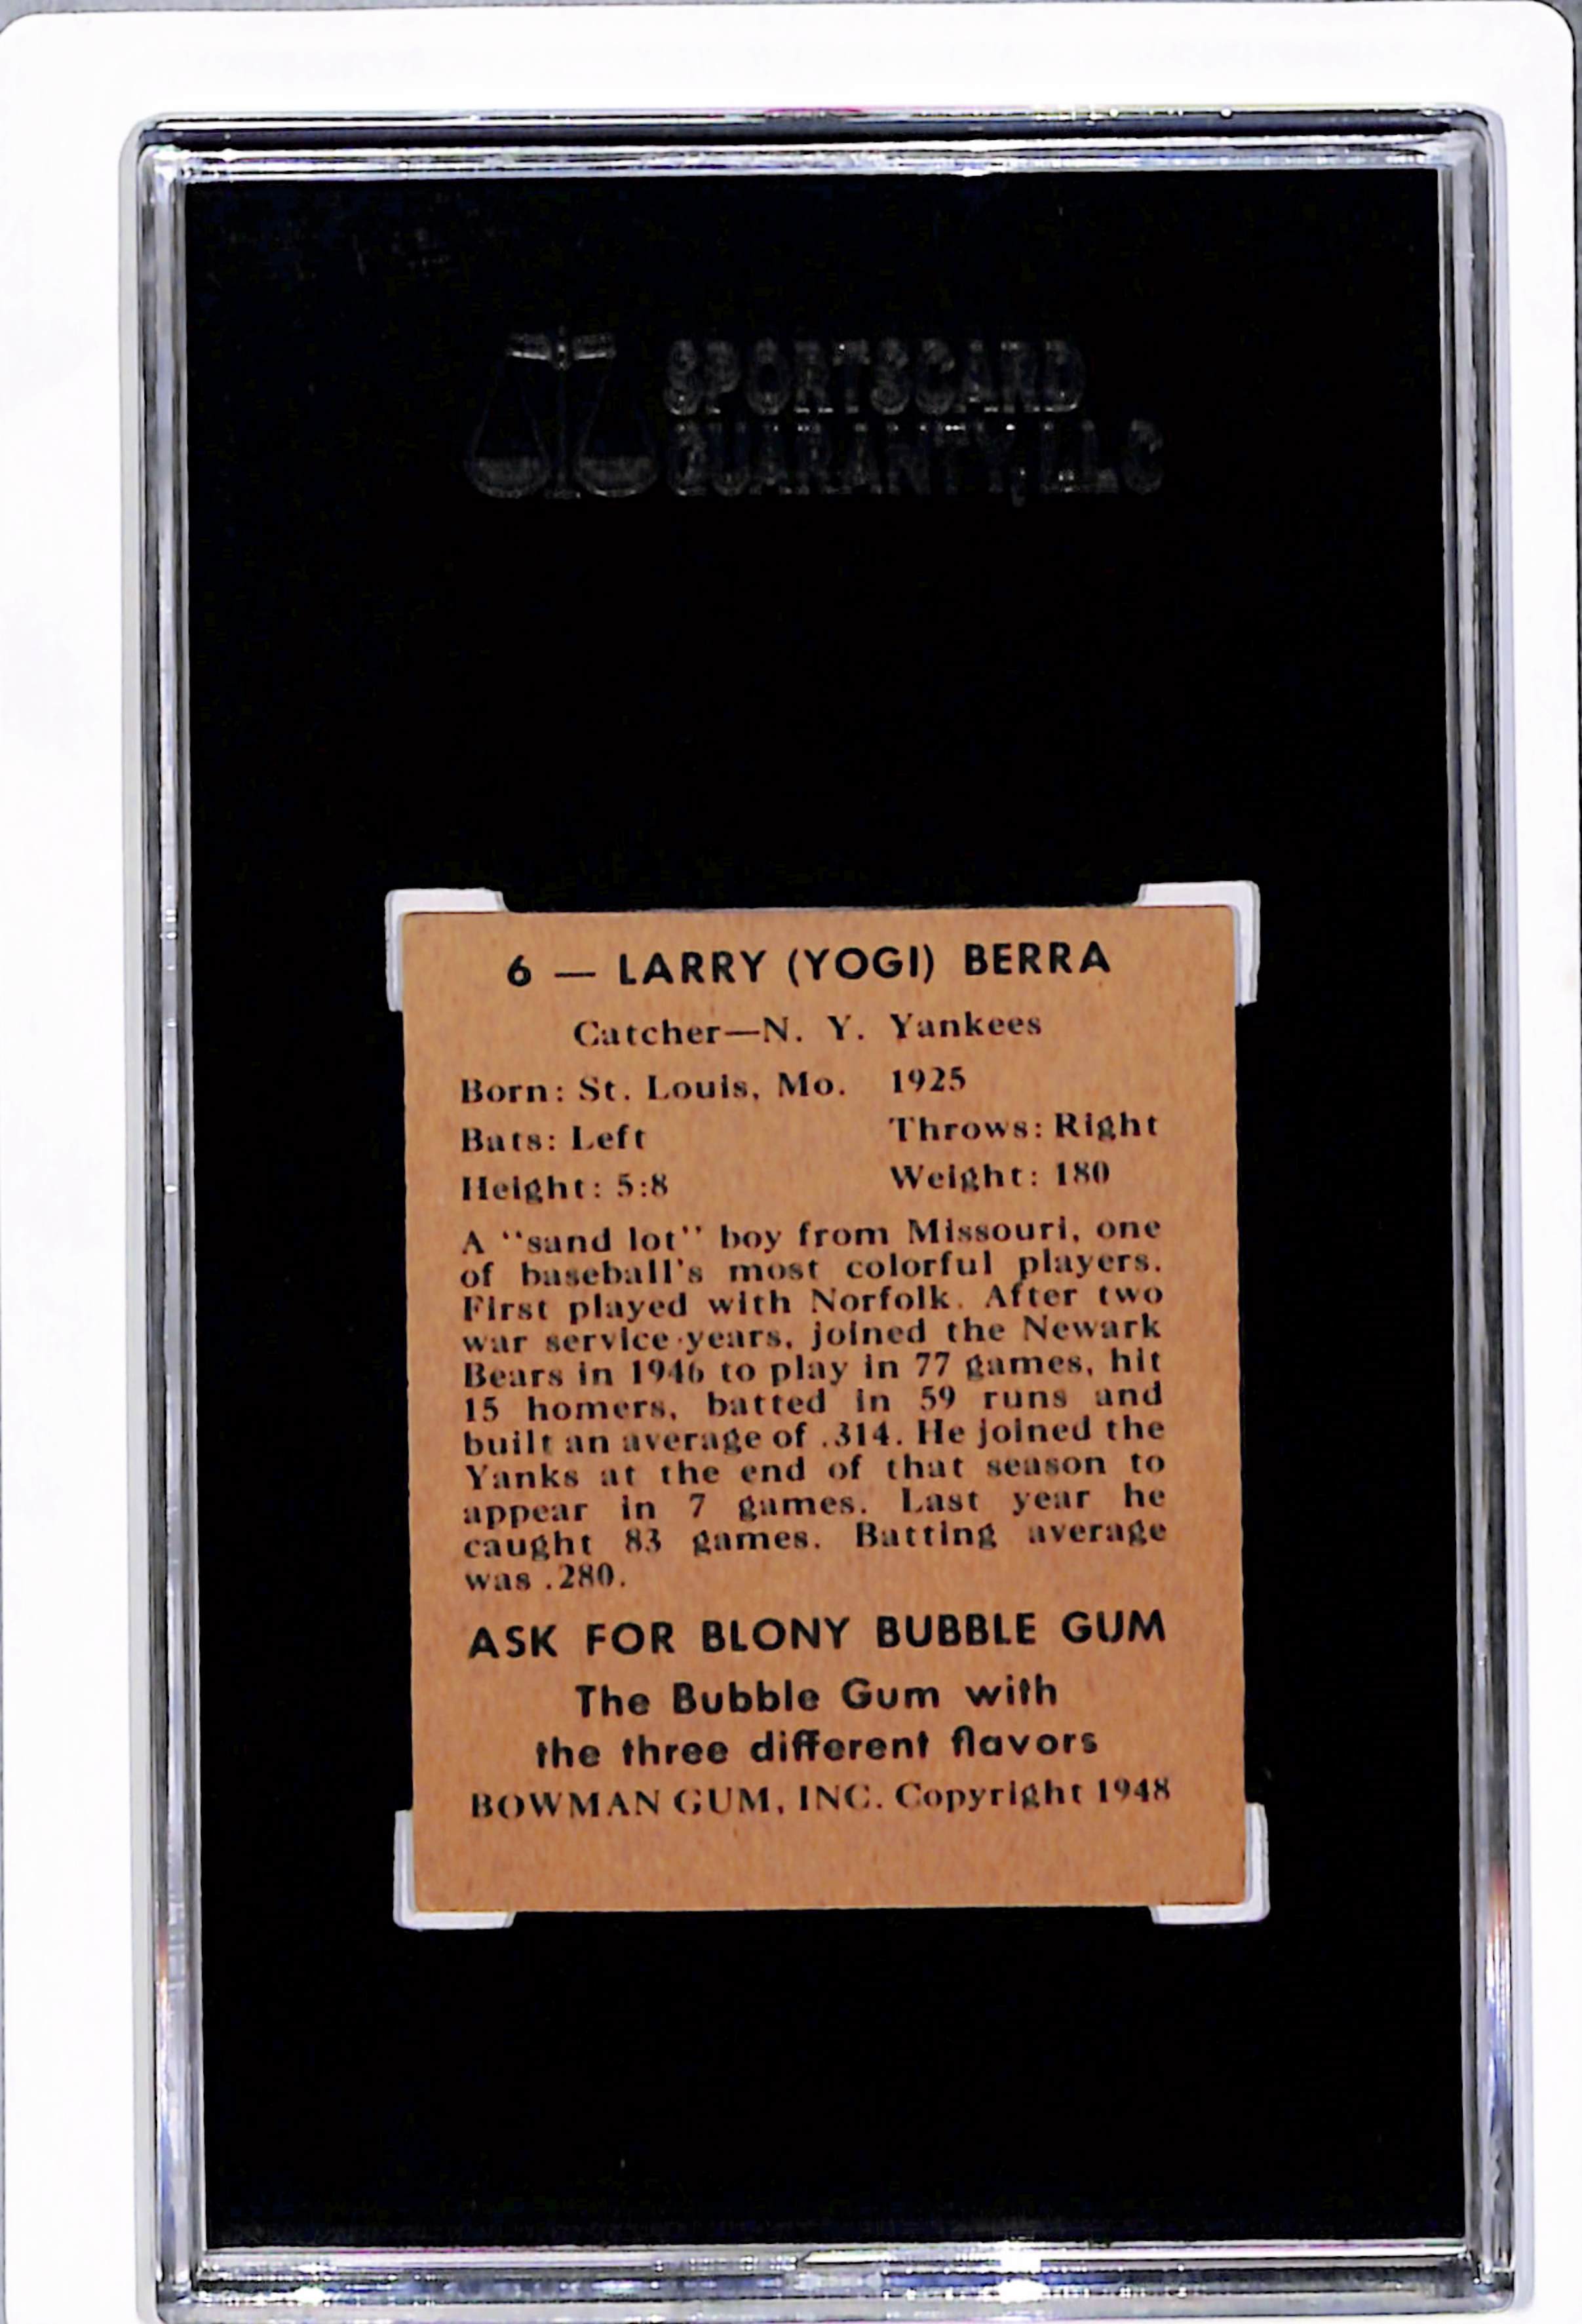 SPORTSCARD
GUARANTY, LLC
6 — LARRY (YOGI) BERRA
Catcher—N. Y. Yankees
Born: St. Louis, Mo. 1925
Bats: Left Throws: Right
Height: 5:8 Weight: 180
A "sand lot" boy from Missouri, one
of baseball's most colorful players.
First played with Norfolk. After two
war service years, joined the Newark
Bears in 1946 to play in 77 games, hit
15 homers, batted in 59 runs and
built an average of .314. He joined the
Yanks at the end of that season to
appear in 7 games. Last year he
caught 83 games. Batting average
was .280.
ASK FOR BLONY BUBBLE GUM
The Bubble Gum with
the three different flavors
BOWMAN GUM, INC. Copyright 1948